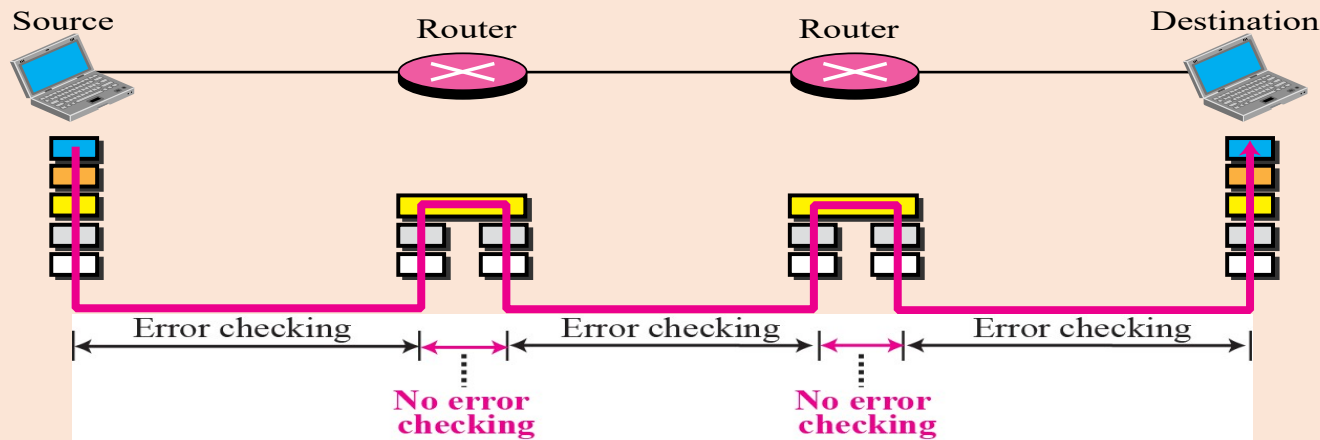 Source
Router
Router
Destination
Error checking
Error checking
Error checking
No error
checking
No error
checking